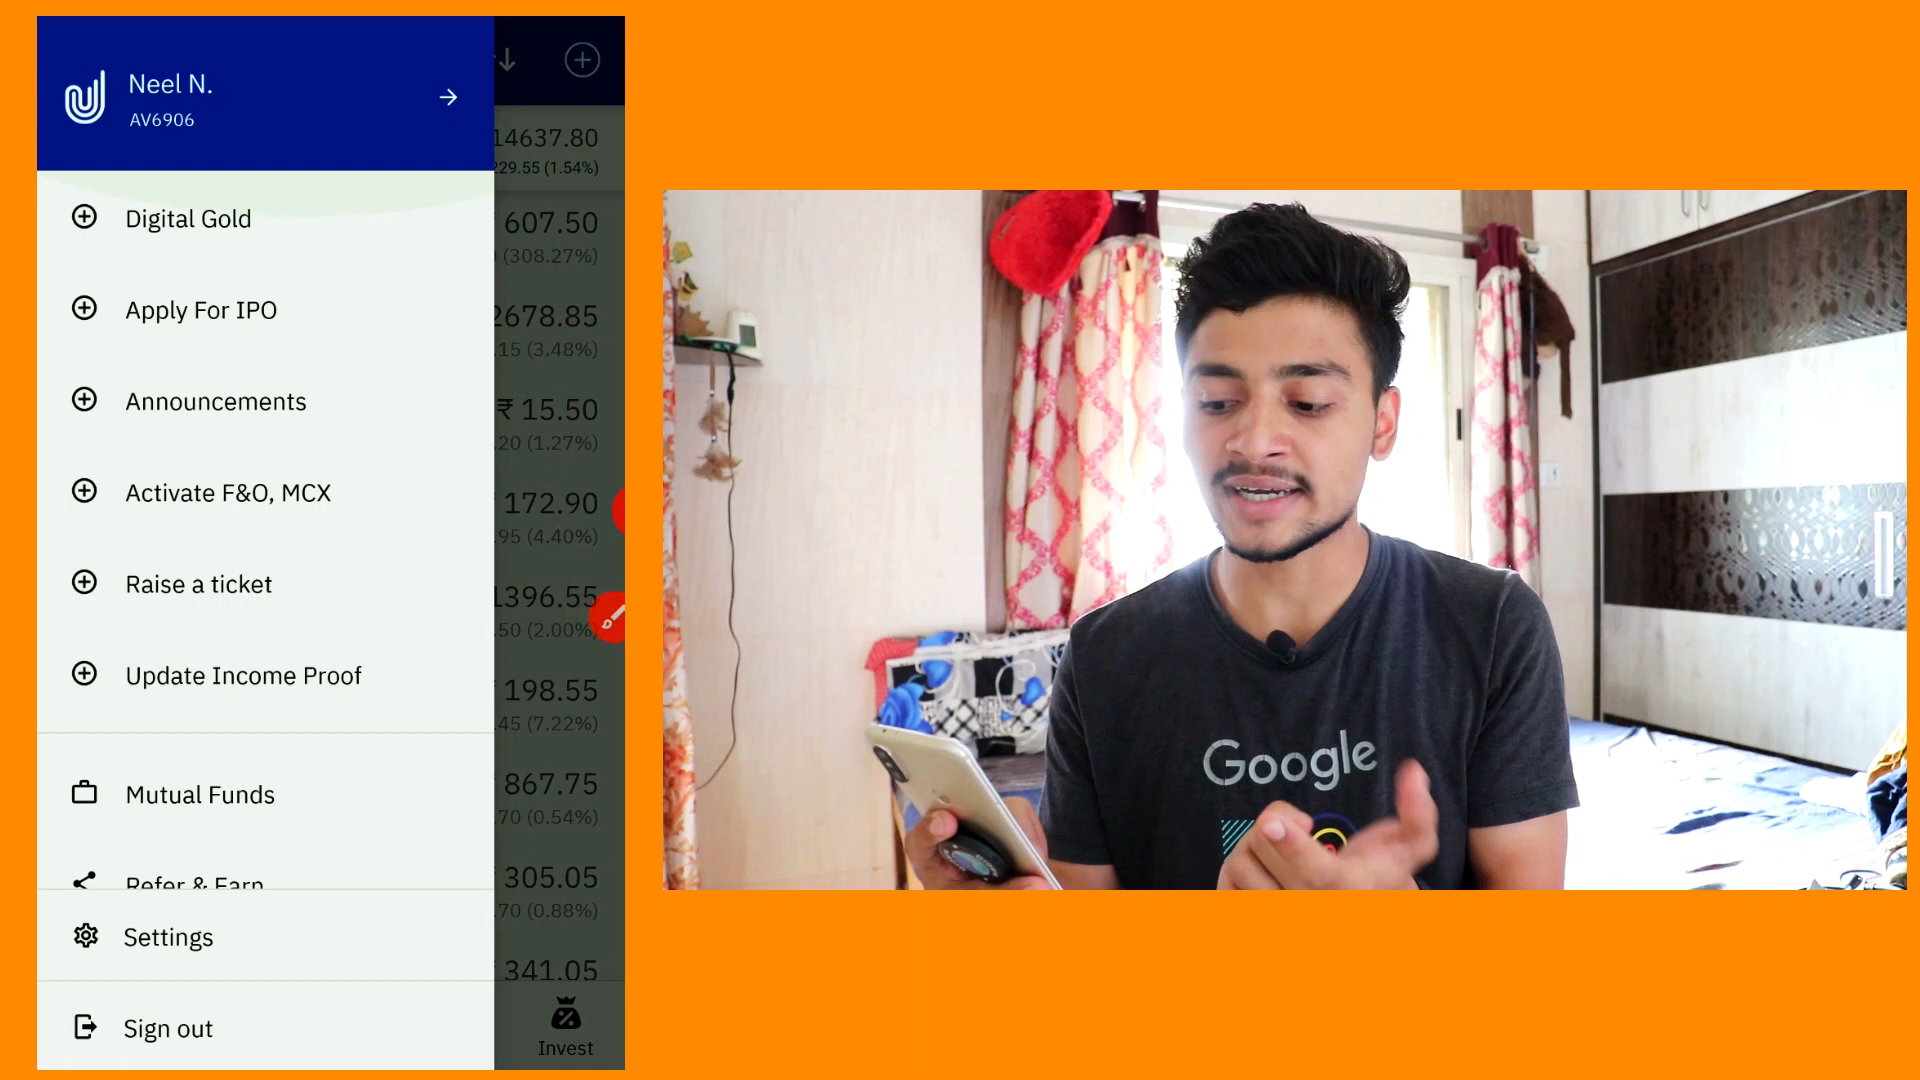 Neel N.
AV6906
14637.80
229.55 (1.54%)
Digital Gold
607.50
(308.27%)
Apply For IPO
2678.85
.15 (3.48%)
Announcements
₹ 15.50
.20 (1.27%)
Activate F&O, MCX
172.90
.95 (4.40%)
Raise a ticket
1396.55
.50 (2.00%)
Update Income Proof
198.55
.45 (7.22%)
Mutual Funds
867.75
.70 (0.54%)
Refer & Earn
305.05
.70 (0.88%)
Settings
341.05
Sign out
Invest
Google